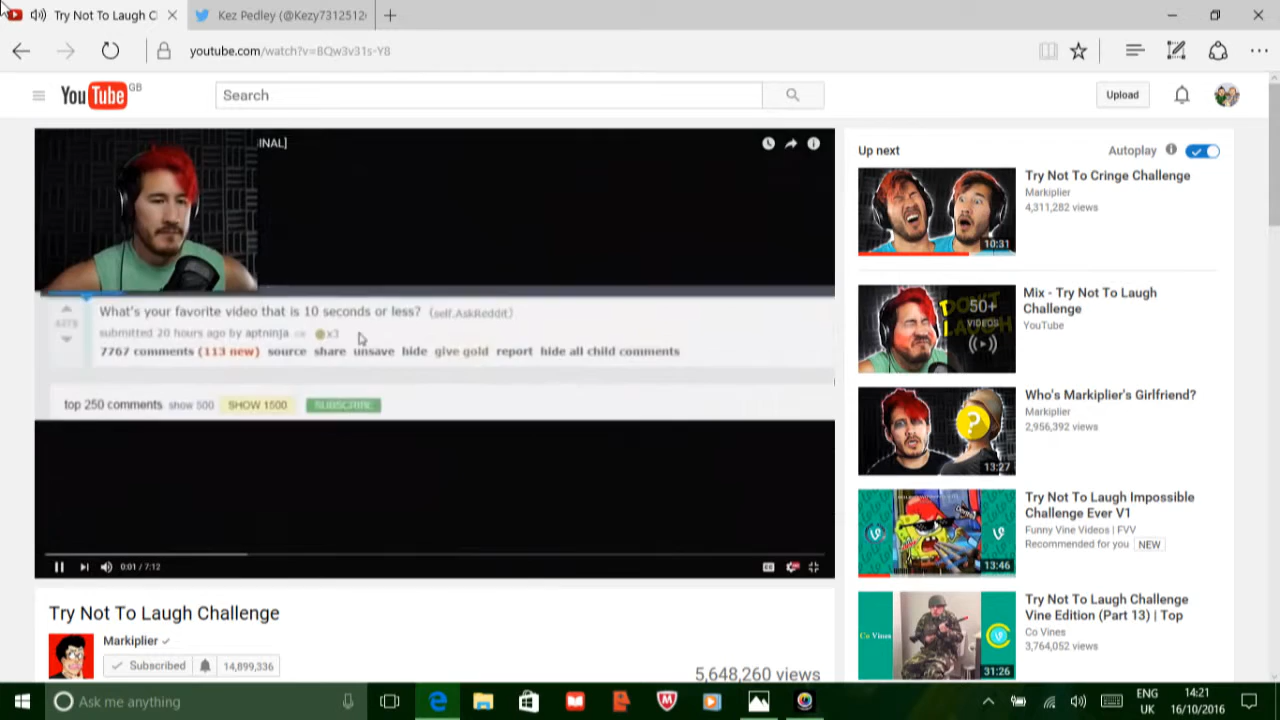 Try Not To Laugh C
Kez Pedley (@Kezy7312512
youtube.com/watch?v=BQw3v31s-Y8
YouTube GB
Search
Upload
INAL]
What's your favorite video that is 10 seconds or less? (self.AskReddit)
submitted 20 hours ago by aptninja x3
7767 comments (113 new) source share unsave hide give gold report hide all child comments
top 250 comments show 500 SHOW 1500 SUBSCRIBE
0:01 / 7:12
Try Not To Laugh Challenge
Markiplier
Subscribed 14,899,336
5,648,260 views
Up next
Autoplay
10:31
Try Not To Cringe Challenge
Markiplier
4,311,282 views
50+
VIDEOS
Mix - Try Not To Laugh
Challenge
YouTube
?
13:27
Who's Markiplier's Girlfriend?
Markiplier
2,956,392 views
13:46
Try Not To Laugh Impossible
Challenge Ever V1
Funny Vine Videos | FVV
Recommended for you NEW
Co Vines
31:26
Try Not To Laugh Challenge
Vine Edition (Part 13) | Top
Co Vines
3,764,052 views
Ask me anything
ENG
UK
14:21
16/10/2016